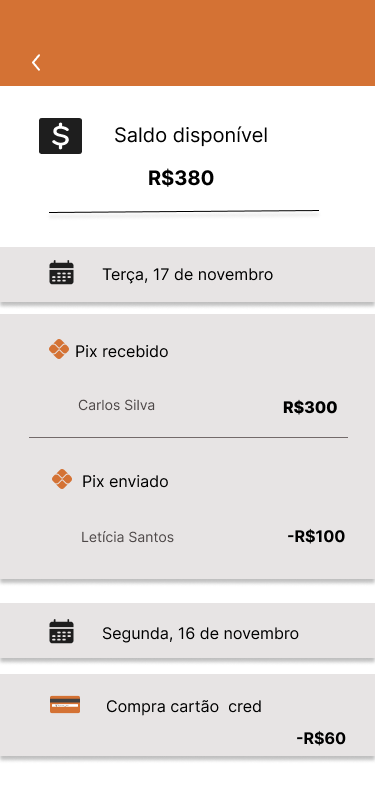 Saldo disponível
R$380
Terça, 17 de novembro
Pix recebido
Carlos Silva R$300
Pix enviado
Letícia Santos -R$100
Segunda, 16 de novembro
Compra cartão  cred
-R$60